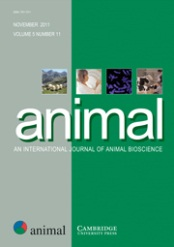 NOVEMBER 2011
VOLUME 5 NUMBER 11
animal
AN INTERNATIONAL JOURNAL OF ANIMAL BIOSCIENCE
animal
CAMBRIDGE
UNIVERSITY PRESS